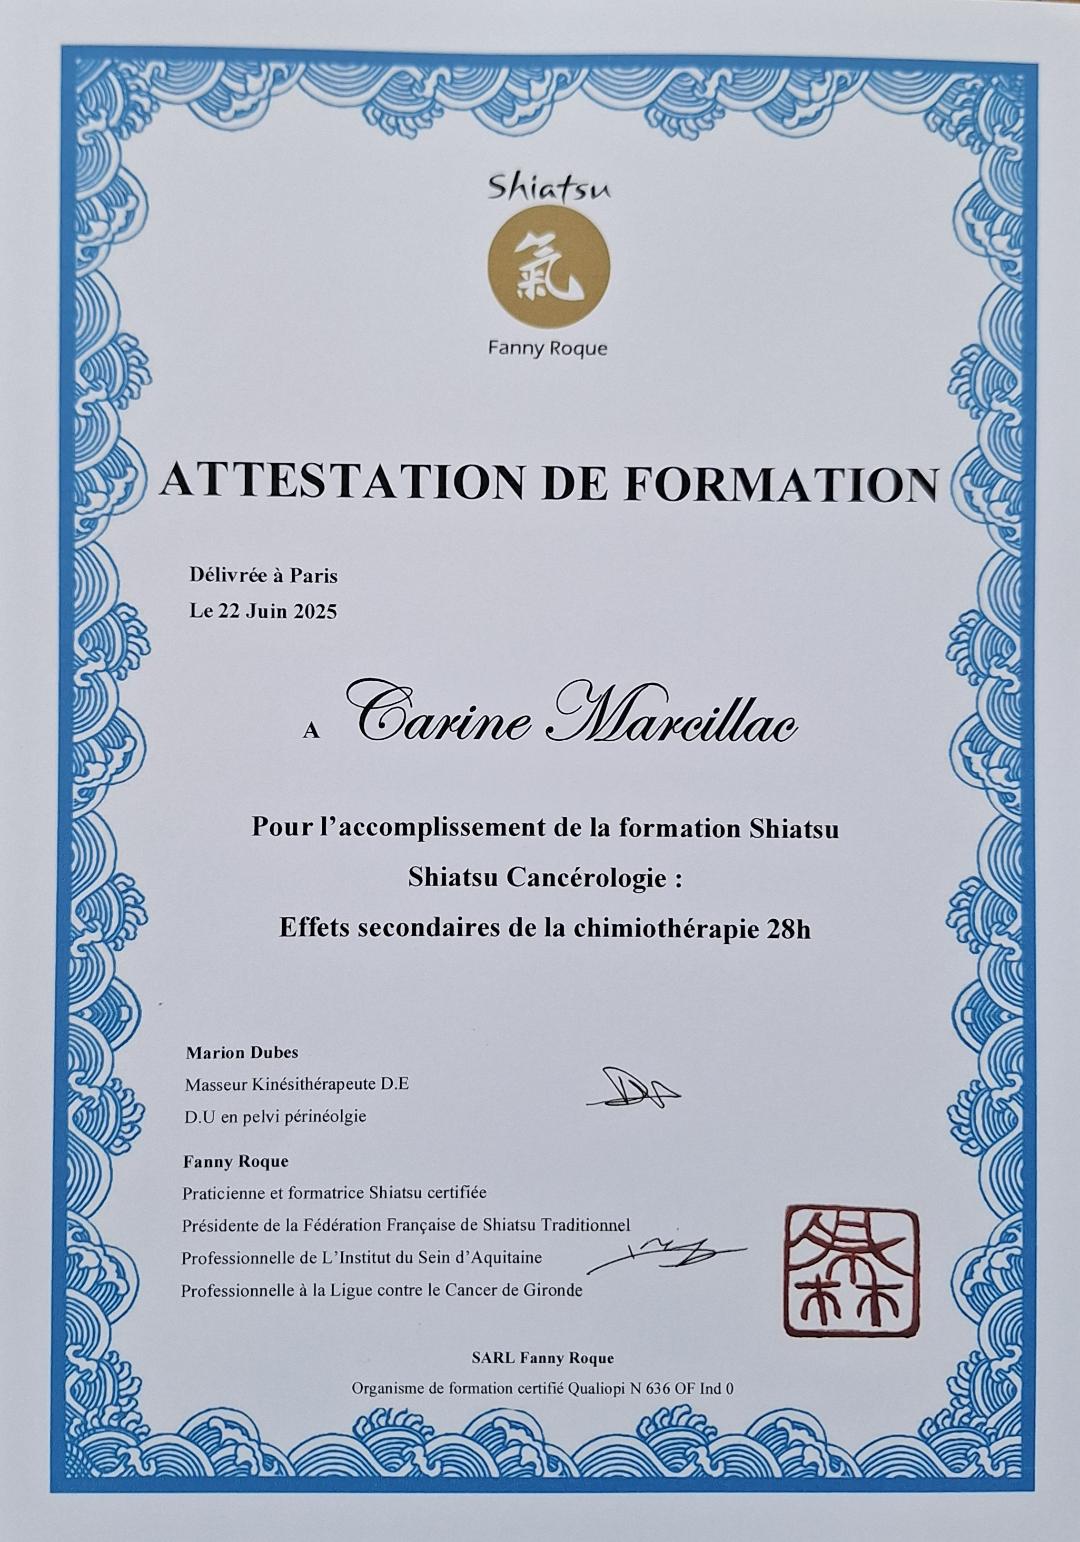 Shiatsu
氣
Fanny Roque
ATTESTATION DE FORMATION
Délivrée à Paris
Le 22 Juin 2025
A Carine Marcillac
Pour l’accomplissement de la formation Shiatsu
Shiatsu Cancérologie :
Effets secondaires de la chimiothérapie 28h
Marion Dubes
Masseur Kinésithérapeute D.E
D.U en pelvi périnéolgie
Fanny Roque
Praticienne et formatrice Shiatsu certifiée
Présidente de la Fédération Française de Shiatsu Traditionnel
Professionnelle de L’Institut du Sein d’Aquitaine
Professionnelle à la Ligue contre le Cancer de Gironde
SARL Fanny Roque
Organisme de formation certifié Qualiopi N 636 OF Ind 0